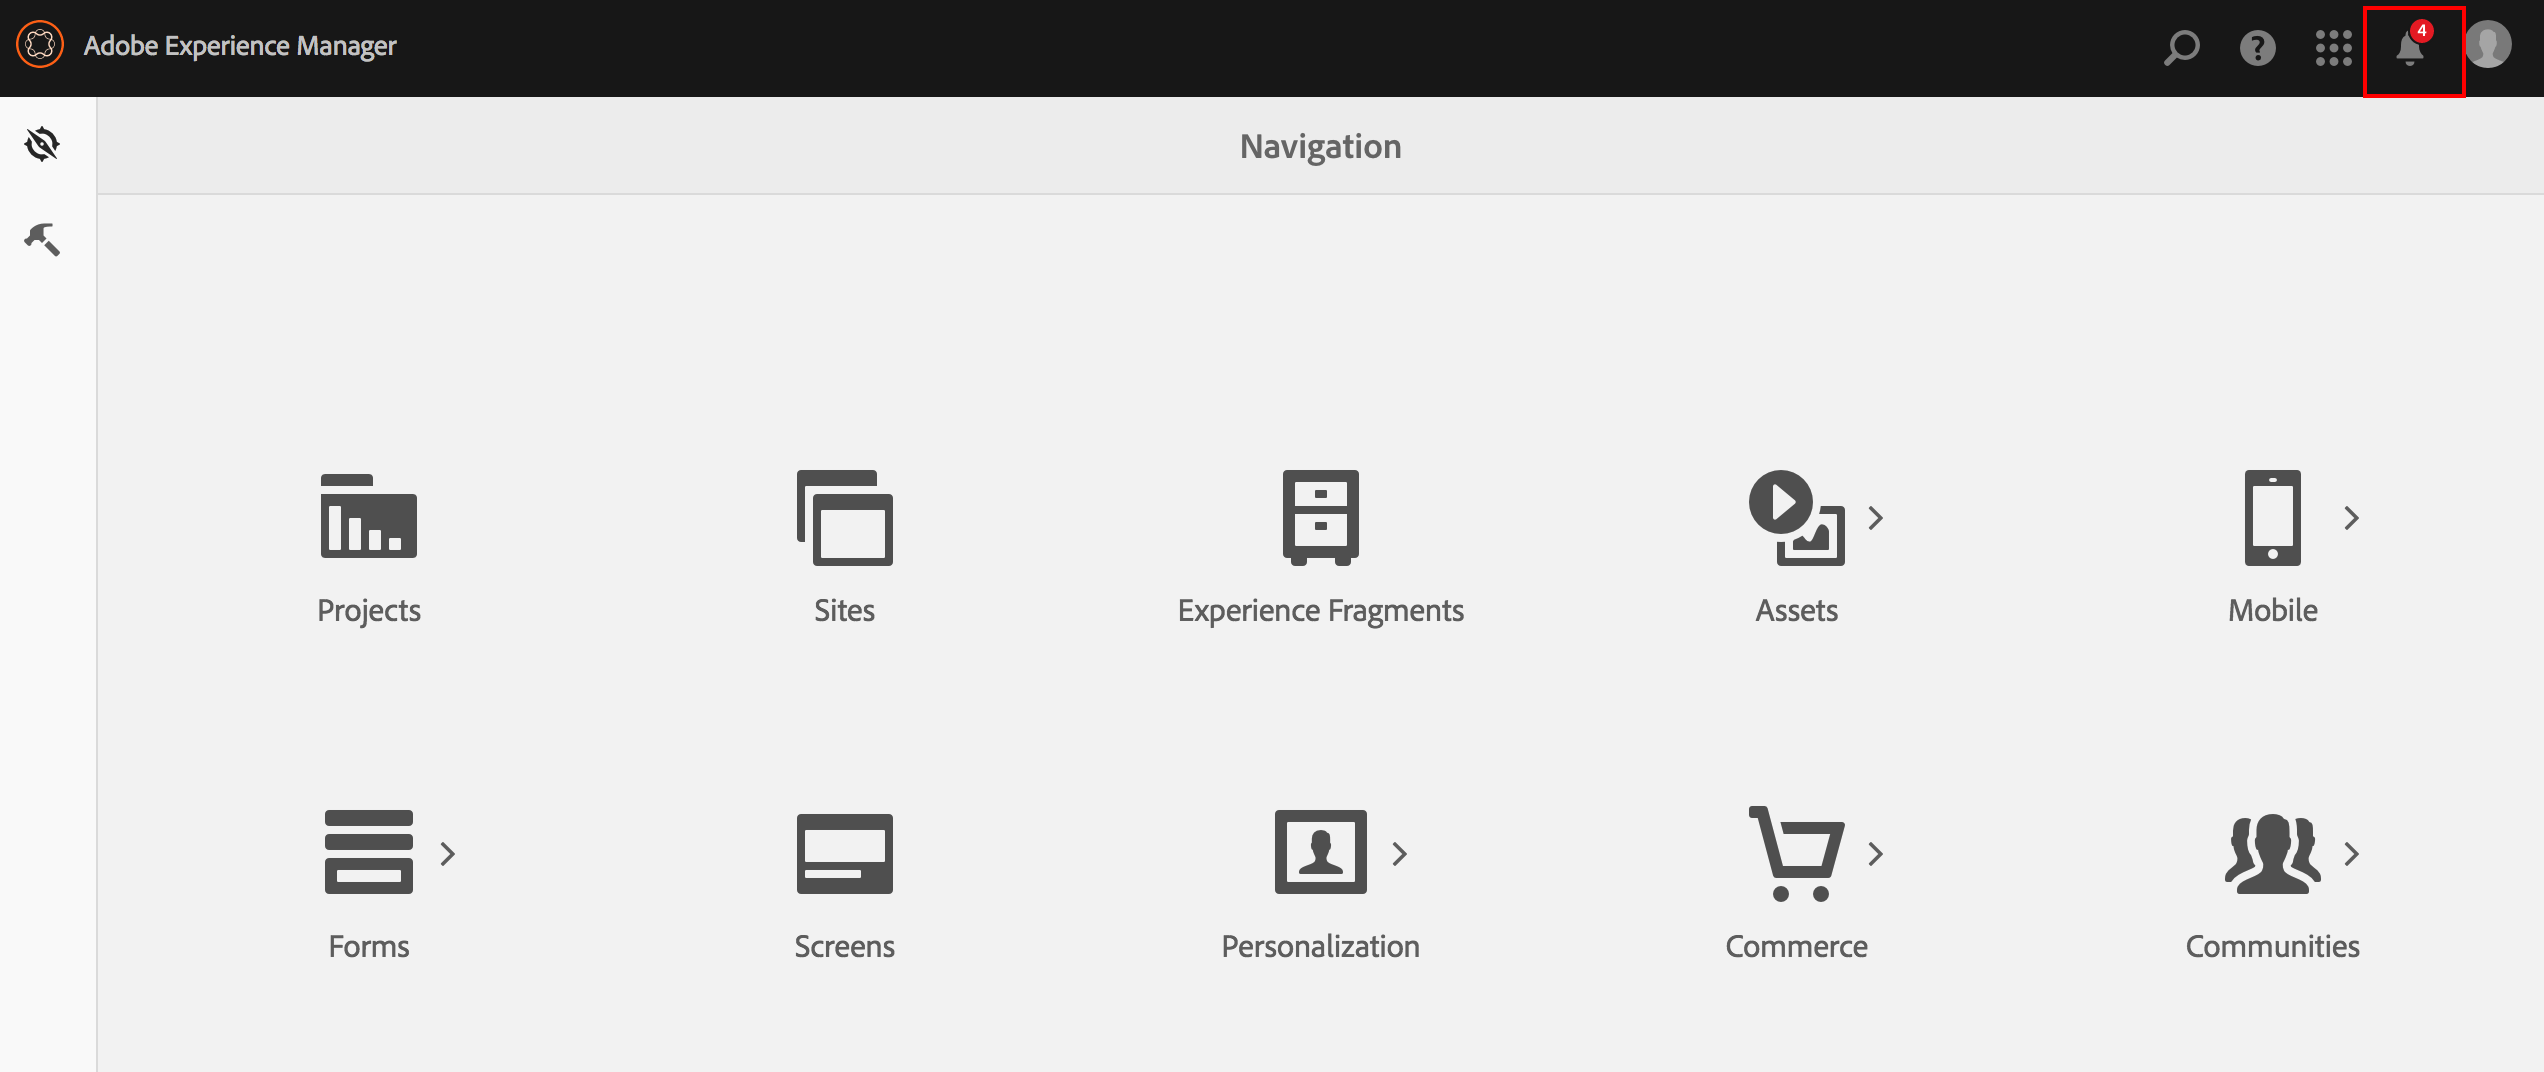 Adobe Experience Manager
?
4
Navigation
Projects
Sites
Experience Fragments
Assets
Mobile
Forms
Screens
Personalization
Commerce
Communities